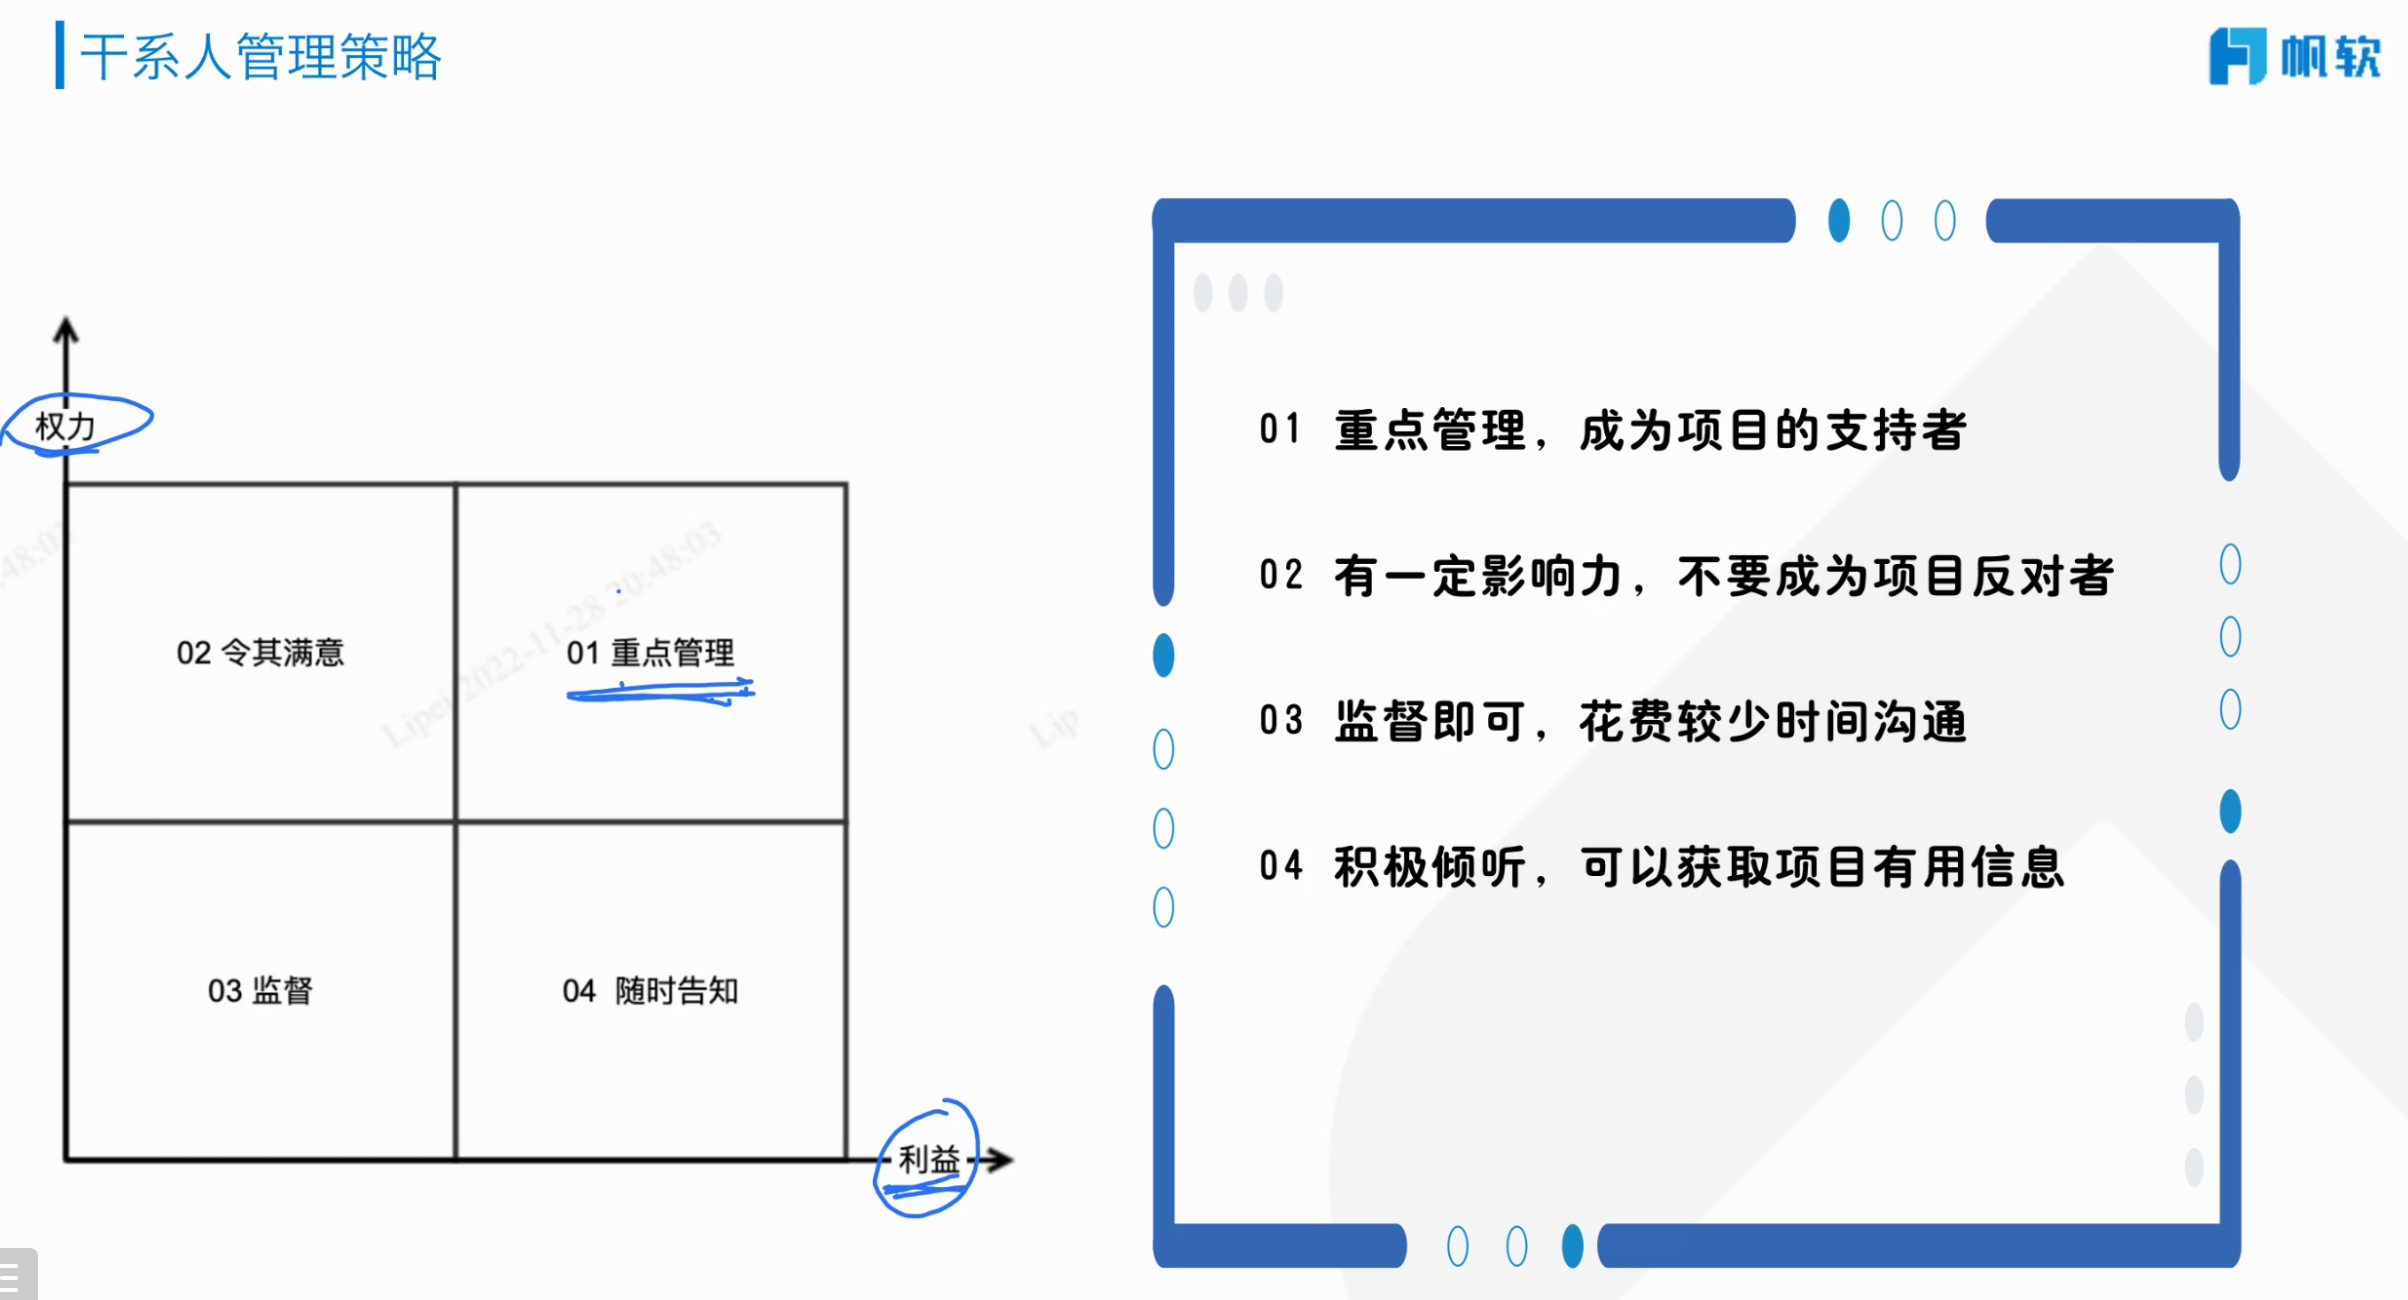 干系人管理策略
帆软
权力
02 令其满意
01 重点管理
03 监督
04 随时告知
利益
01 重点管理，成为项目的支持者
02 有一定影响力，不要成为项目反对者
03 监督即可，花费较少时间沟通
04 积极倾听，可以获取项目有用信息
:48:03
Lipei 2022-11-28 20:48:03
Lip